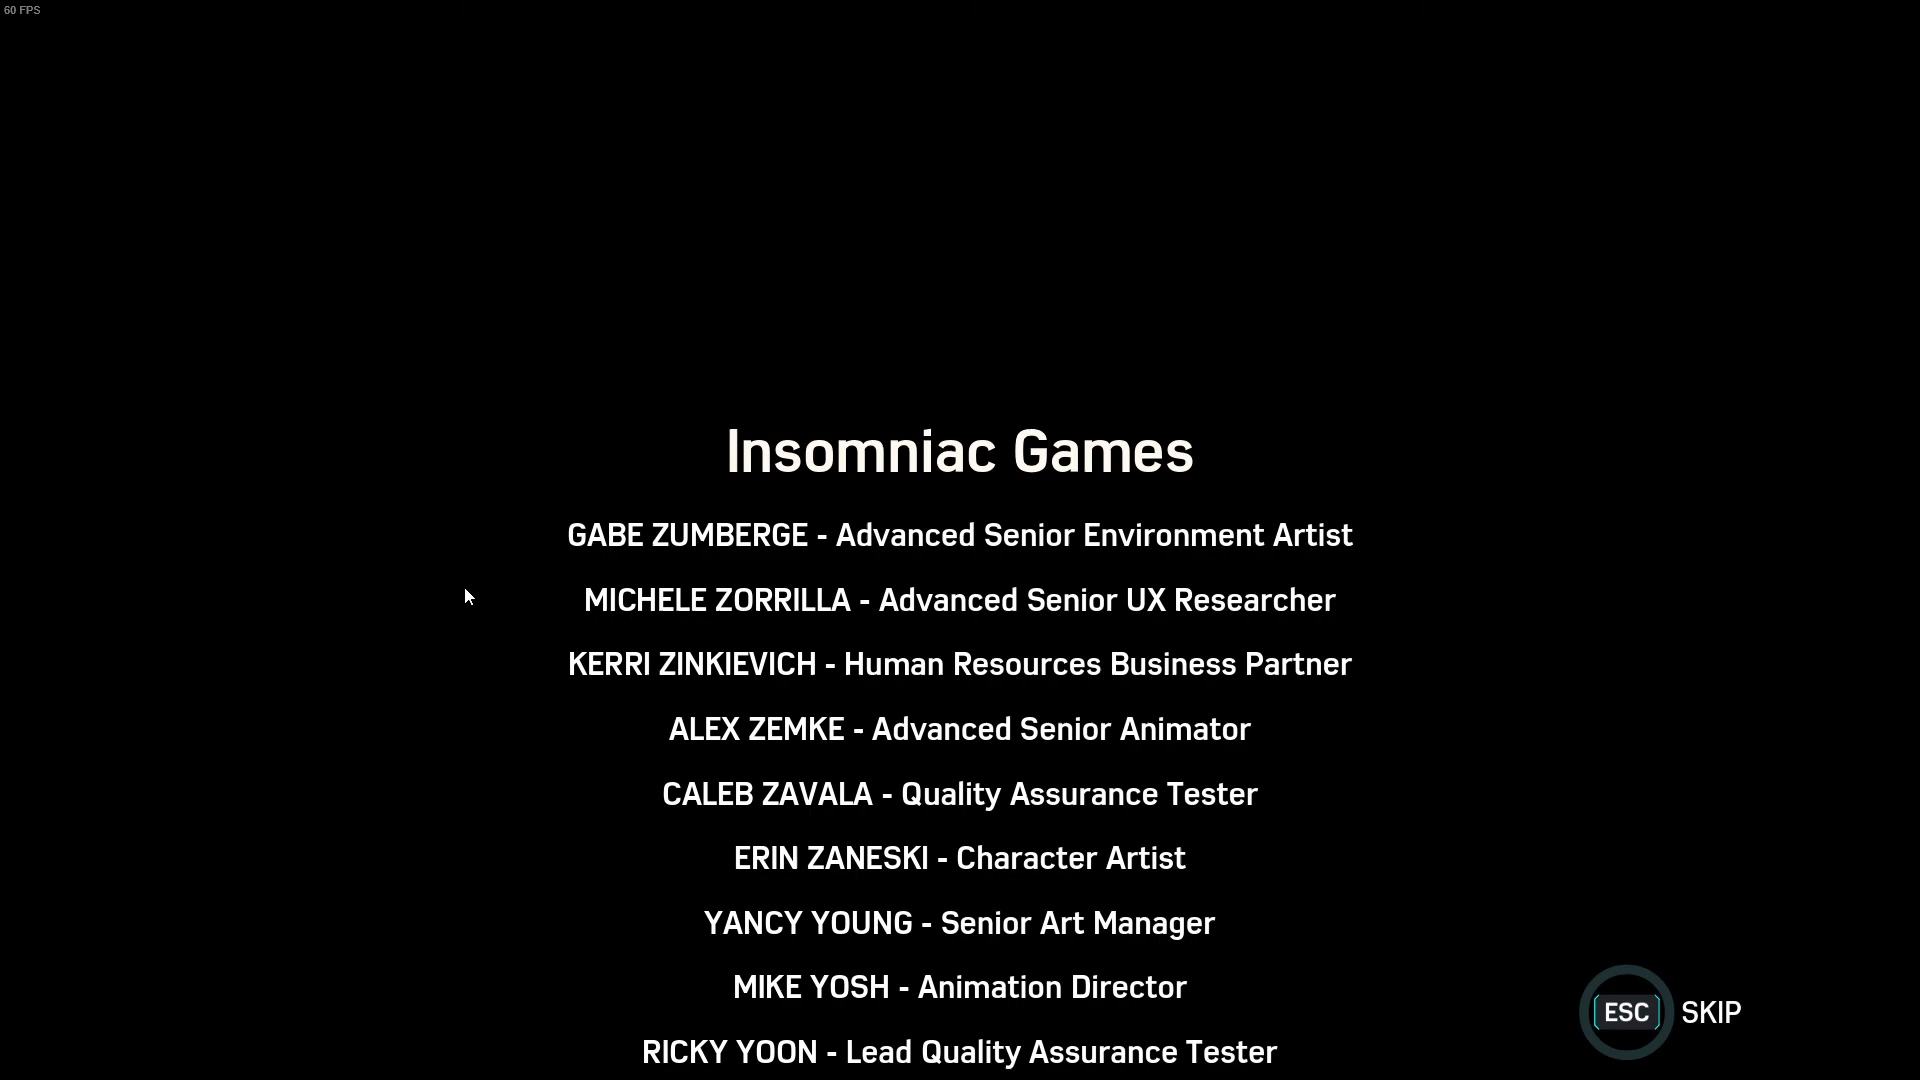 60 FPS
Insomniac Games
GABE ZUMBERGE - Advanced Senior Environment Artist
MICHELE ZORRILLA - Advanced Senior UX Researcher
KERRI ZINKIEVICH - Human Resources Business Partner
ALEX ZEMKE - Advanced Senior Animator
CALEB ZAVALA - Quality Assurance Tester
ERIN ZANESKI - Character Artist
YANCY YOUNG - Senior Art Manager
MIKE YOSH - Animation Director
ESC SKIP
RICKY YOON - Lead Quality Assurance Tester